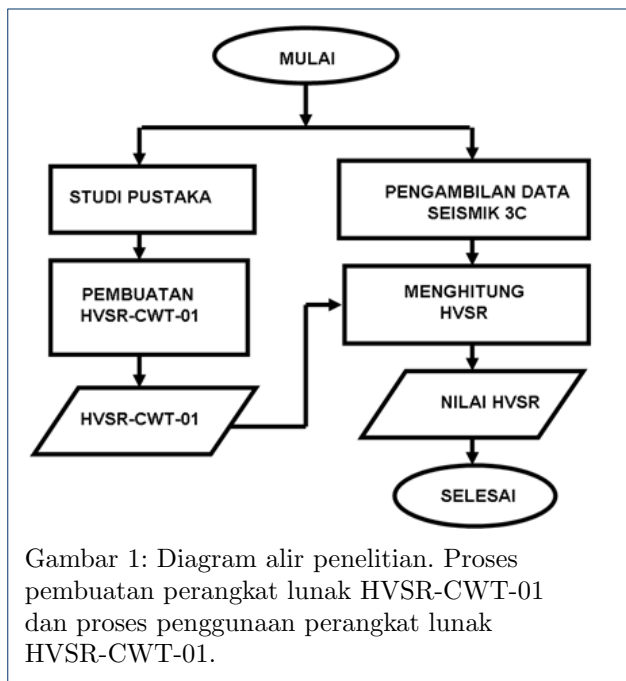 MULAI
STUDI PUSTAKA
PEMBUATAN
HVSR-CWT-01
HVSR-CWT-01
PENGAMBILAN DATA
SEISMIK 3C
MENGHITUNG
HVSR
NILAI HVSR
SELESAI
Gambar 1: Diagram alir penelitian. Proses
pembuatan perangkat lunak HVSR-CWT-01
dan proses penggunaan perangkat lunak
HVSR-CWT-01.